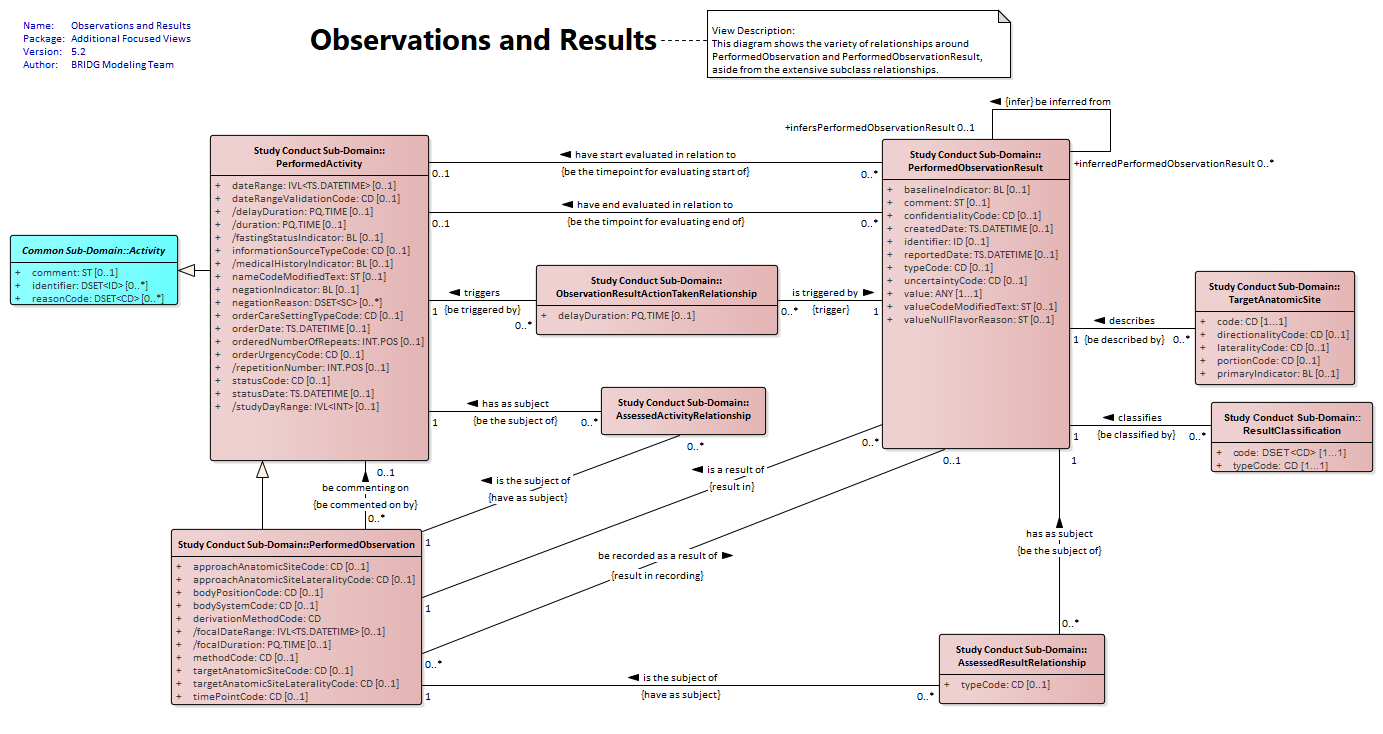 Name: Observations and Results
Package: Additional Focused Views
Version: 5.2
Author: BRIDG Modeling Team
Observations and Results
View Description:
This diagram shows the variety of relationships around
PerformedObservation and PerformedObservationResult,
aside from the extensive subclass relationships.
◄ {infer} be inferred from
+infersPerformedObservationResult 0..1
+inferredPerformedObservationResult 0..*
Common Sub-Domain::Activity
+ comment: ST [0..1]
+ identifier: DSET<ID> [0..*]
+ reasonCode: DSET<CD> [0..*]
Study Conduct Sub-Domain::
PerformedActivity
+ dateRange: IVL<TS.DATETIME> [0..1]
+ dateRangeValidationCode: CD [0..1]
+ /delayDuration: PQ.TIME [0..1]
+ /duration: PQ.TIME [0..1]
+ /fastingStatusIndicator: BL [0..1]
+ informationSourceTypeCode: CD [0..1]
+ /medicalHistoryIndicator: BL [0..1]
+ nameCodeModifiedText: ST [0..1]
+ negationIndicator: BL [0..1]
+ negationReason: DSET<SC> [0..*]
+ orderCareSettingTypeCode: CD [0..1]
+ orderDate: TS.DATETIME [0..1]
+ orderedNumberOfRepeats: INT.POS [0..1]
+ orderUrgencyCode: CD [0..1]
+ /repetitionNumber: INT.POS [0..1]
+ statusCode: CD [0..1]
+ statusDate: TS.DATETIME [0..1]
+ /studyDayRange: IVL<INT> [0..1]
◄ have start evaluated in relation to
0..1 {be the timepoint for evaluating start of} 0..*
◄ have end evaluated in relation to
0..1 {be the timpoint for evaluating end of} 0..*
Study Conduct Sub-Domain::
PerformedObservationResult
+ baselineIndicator: BL [0..1]
+ comment: ST [0..1]
+ confidentialityCode: CD [0..1]
+ createdDate: TS.DATETIME [0..1]
+ identifier: ID [0..1]
+ reportedDate: TS.DATETIME [0..1]
+ typeCode: CD [0..1]
+ uncertaintyCode: CD [0..1]
+ value: ANY [1..1]
+ valueCodeModifiedText: ST [0..1]
+ valueNullFlavorReason: ST [0..1]
◄ triggers
1 {be triggered by}
0..*
Study Conduct Sub-Domain::
ObservationResultActionTakenRelationship
+ delayDuration: PQ.TIME [0..1]
is triggered by ►
0..* {trigger} 1
Study Conduct Sub-Domain::
TargetAnatomicSite
+ code: CD [1...1]
+ directionalityCode: CD [0..1]
+ lateralityCode: CD [0..1]
+ portionCode: CD [0..1]
+ primaryIndicator: BL [0..1]
◄ describes
1 {be described by} 0..*
◄ has as subject
1 {be the subject of} 0..*
Study Conduct Sub-Domain::
AssessedActivityRelationship
0..*
◄ classifies
1 {be classified by} 0..*
Study Conduct Sub-Domain::
ResultClassification
+ code: DSET<CD> [1...1]
+ typeCode: CD [1...1]
0..1
be commenting on
{be commented on by}
0..*
◄ is the subject of
{have as subject}
1
0..*
◄ is a result of
{result in}
1
0..1
be recorded as a result of ►
{result in recording}
0..*
1
has as subject
{be the subject of}
0..*
Study Conduct Sub-Domain::PerformedObservation
+ approachAnatomicSiteCode: CD [0..1]
+ approachAnatomicSiteLateralityCode: CD [0..1]
+ bodyPositionCode: CD [0..1]
+ bodySystemCode: CD [0..1]
+ derivationMethodCode: CD
+ /focalDateRange: IVL<TS.DATETIME> [0..1]
+ /focalDuration: PQ.TIME [0..1]
+ methodCode: CD [0..1]
+ targetAnatomicSiteCode: CD [0..1]
+ targetAnatomicSiteLateralityCode: CD [0..1]
+ timePointCode: CD [0..1]
◄ is the subject of
1 {have as subject} 0..*
Study Conduct Sub-Domain::
AssessedResultRelationship
+ typeCode: CD [0..1]